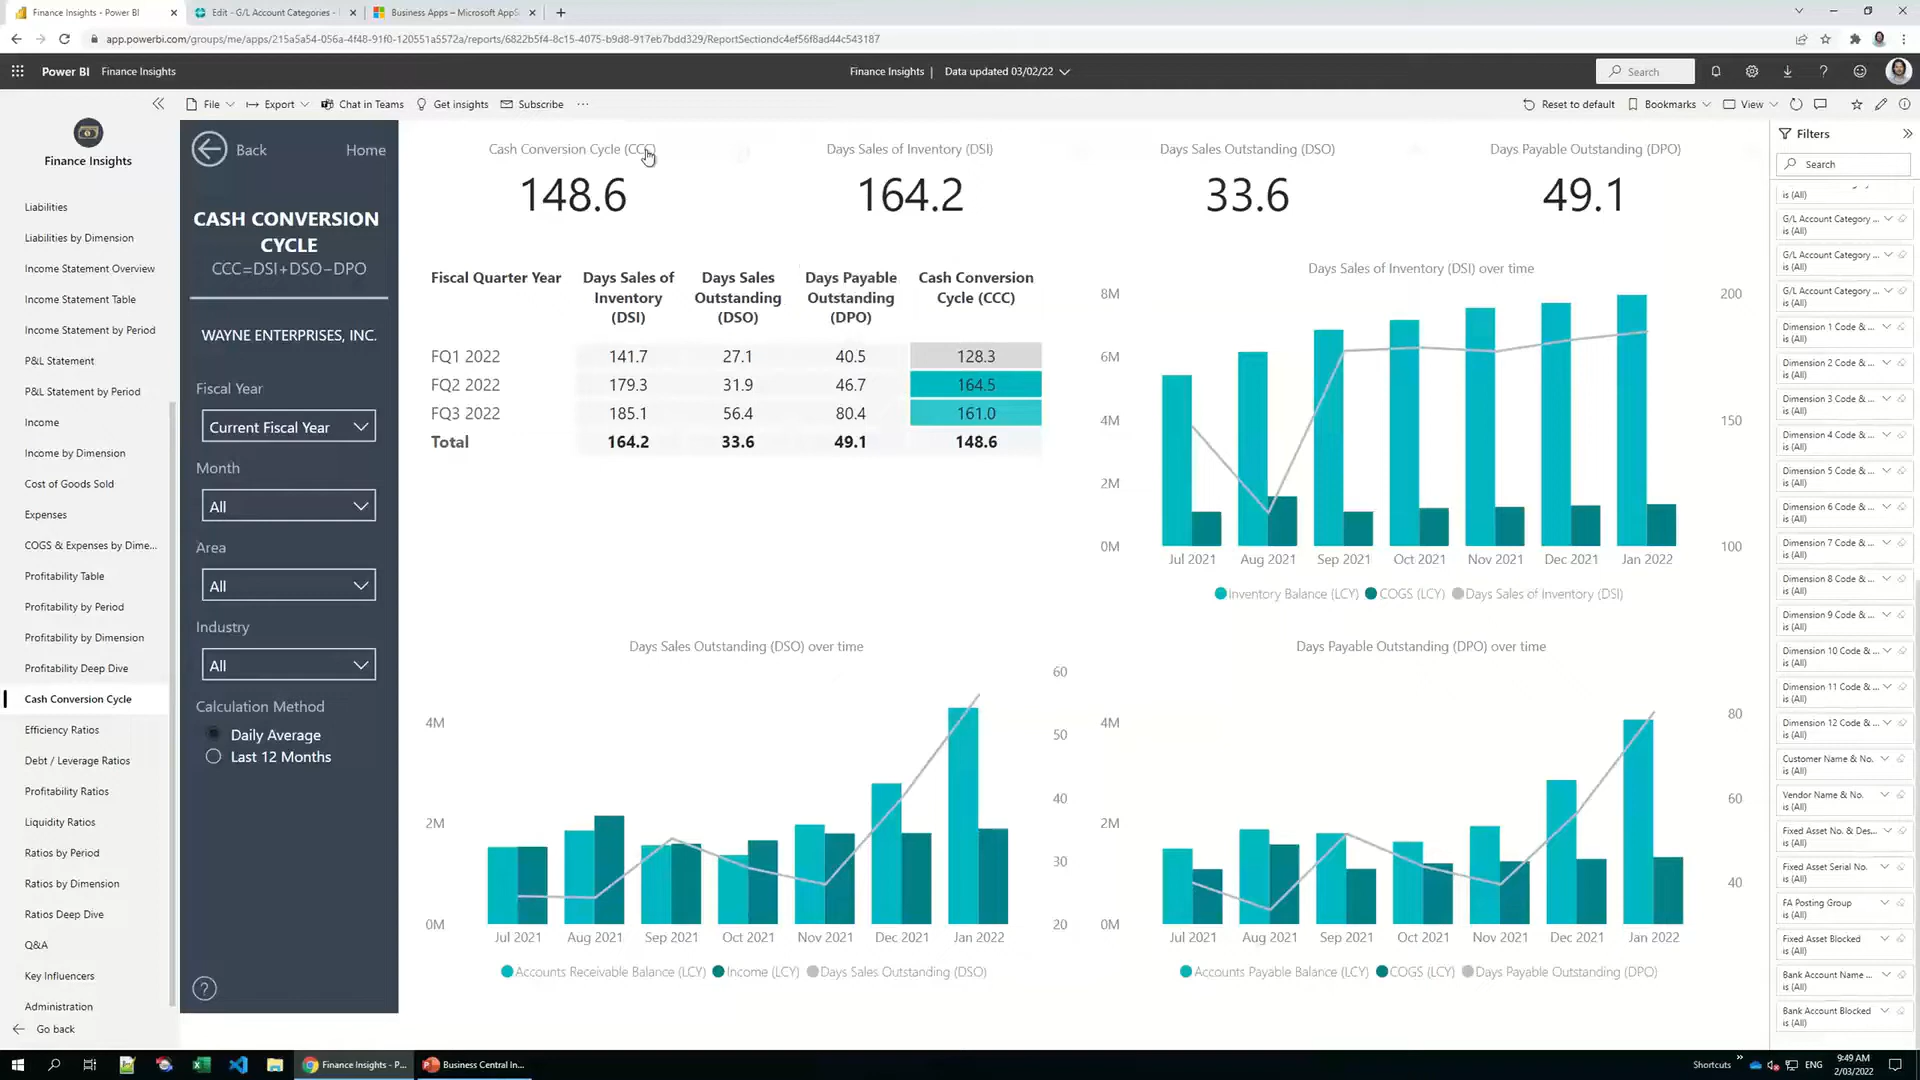 Finance Insights - Power BI
Edit - G/L Account Categories -
Business Apps – Microsoft AppS
app.powerbi.com/groups/me/apps/215a5a54-056a-4f48-91f0-120551a5572a/reports/6822b5f4-8c15-4075-b9d8-917eb7bdd329/ReportSectiondc4ef56f8ad44c543187
Power BI Finance Insights
Finance Insights | Data updated 03/02/22
Search
File Export Chat in Teams Get insights Subscribe ...
Reset to default Bookmarks View
Finance Insights
Liabilities
Liabilities by Dimension
Income Statement Overview
Income Statement Table
Income Statement by Period
P&L Statement
P&L Statement by Period
Income
Income by Dimension
Cost of Goods Sold
Expenses
COGS & Expenses by Dime...
Profitability Table
Profitability by Period
Profitability by Dimension
Profitability Deep Dive
Cash Conversion Cycle
Efficiency Ratios
Debt / Leverage Ratios
Profitability Ratios
Liquidity Ratios
Ratios by Period
Ratios by Dimension
Ratios Deep Dive
Q&A
Key Influencers
Administration
Go back
Back Home
CASH CONVERSION
CYCLE
CCC=DSI+DSO−DPO
WAYNE ENTERPRISES, INC.
Fiscal Year
Current Fiscal Year
Month
All
Area
All
Industry
All
Calculation Method
Daily Average
Last 12 Months
?
Cash Conversion Cycle (CCC)
148.6
Days Sales of Inventory (DSI)
164.2
Days Sales Outstanding (DSO)
33.6
Days Payable Outstanding (DPO)
49.1
Fiscal Quarter Year Days Sales of Inventory (DSI) Days Sales Outstanding (DSO) Days Payable Outstanding (DPO) Cash Conversion Cycle (CCC)
FQ1 2022 141.7 27.1 40.5 128.3
FQ2 2022 179.3 31.9 46.7 164.5
FQ3 2022 185.1 56.4 80.4 161.0
Total 164.2 33.6 49.1 148.6
Days Sales of Inventory (DSI) over time
8M 200
6M
4M 150
2M
0M 100
Jul 2021 Aug 2021 Sep 2021 Oct 2021 Nov 2021 Dec 2021 Jan 2022
Inventory Balance (LCY) COGS (LCY) Days Sales of Inventory (DSI)
Days Sales Outstanding (DSO) over time
60
4M 50
40
2M
30
0M 20
Jul 2021 Aug 2021 Sep 2021 Oct 2021 Nov 2021 Dec 2021 Jan 2022
Accounts Receivable Balance (LCY) Income (LCY) Days Sales Outstanding (DSO)
Days Payable Outstanding (DPO) over time
4M 80
60
2M
40
0M
Jul 2021 Aug 2021 Sep 2021 Oct 2021 Nov 2021 Dec 2021 Jan 2022
Accounts Payable Balance (LCY) COGS (LCY) Days Payable Outstanding (DPO)
Filters
Search
is (All)
G/L Account Category ...
is (All)
G/L Account Category ...
is (All)
G/L Account Category ...
is (All)
Dimension 1 Code & ...
is (All)
Dimension 2 Code & ...
is (All)
Dimension 3 Code & ...
is (All)
Dimension 4 Code & ...
is (All)
Dimension 5 Code & ...
is (All)
Dimension 6 Code & ...
is (All)
Dimension 7 Code & ...
is (All)
Dimension 8 Code & ...
is (All)
Dimension 9 Code & ...
is (All)
Dimension 10 Code & ...
is (All)
Dimension 11 Code & ...
is (All)
Dimension 12 Code & ...
is (All)
Customer Name & No.
is (All)
Vendor Name & No.
is (All)
Fixed Asset No. & Des...
is (All)
Fixed Asset Serial No.
is (All)
FA Posting Group
is (All)
Fixed Asset Blocked
is (All)
Bank Account Name ...
is (All)
Bank Account Blocked
is (All)
Finance Insights - P...
Business Central In...
Shortcuts
ENG
9:49 AM
2/03/2022